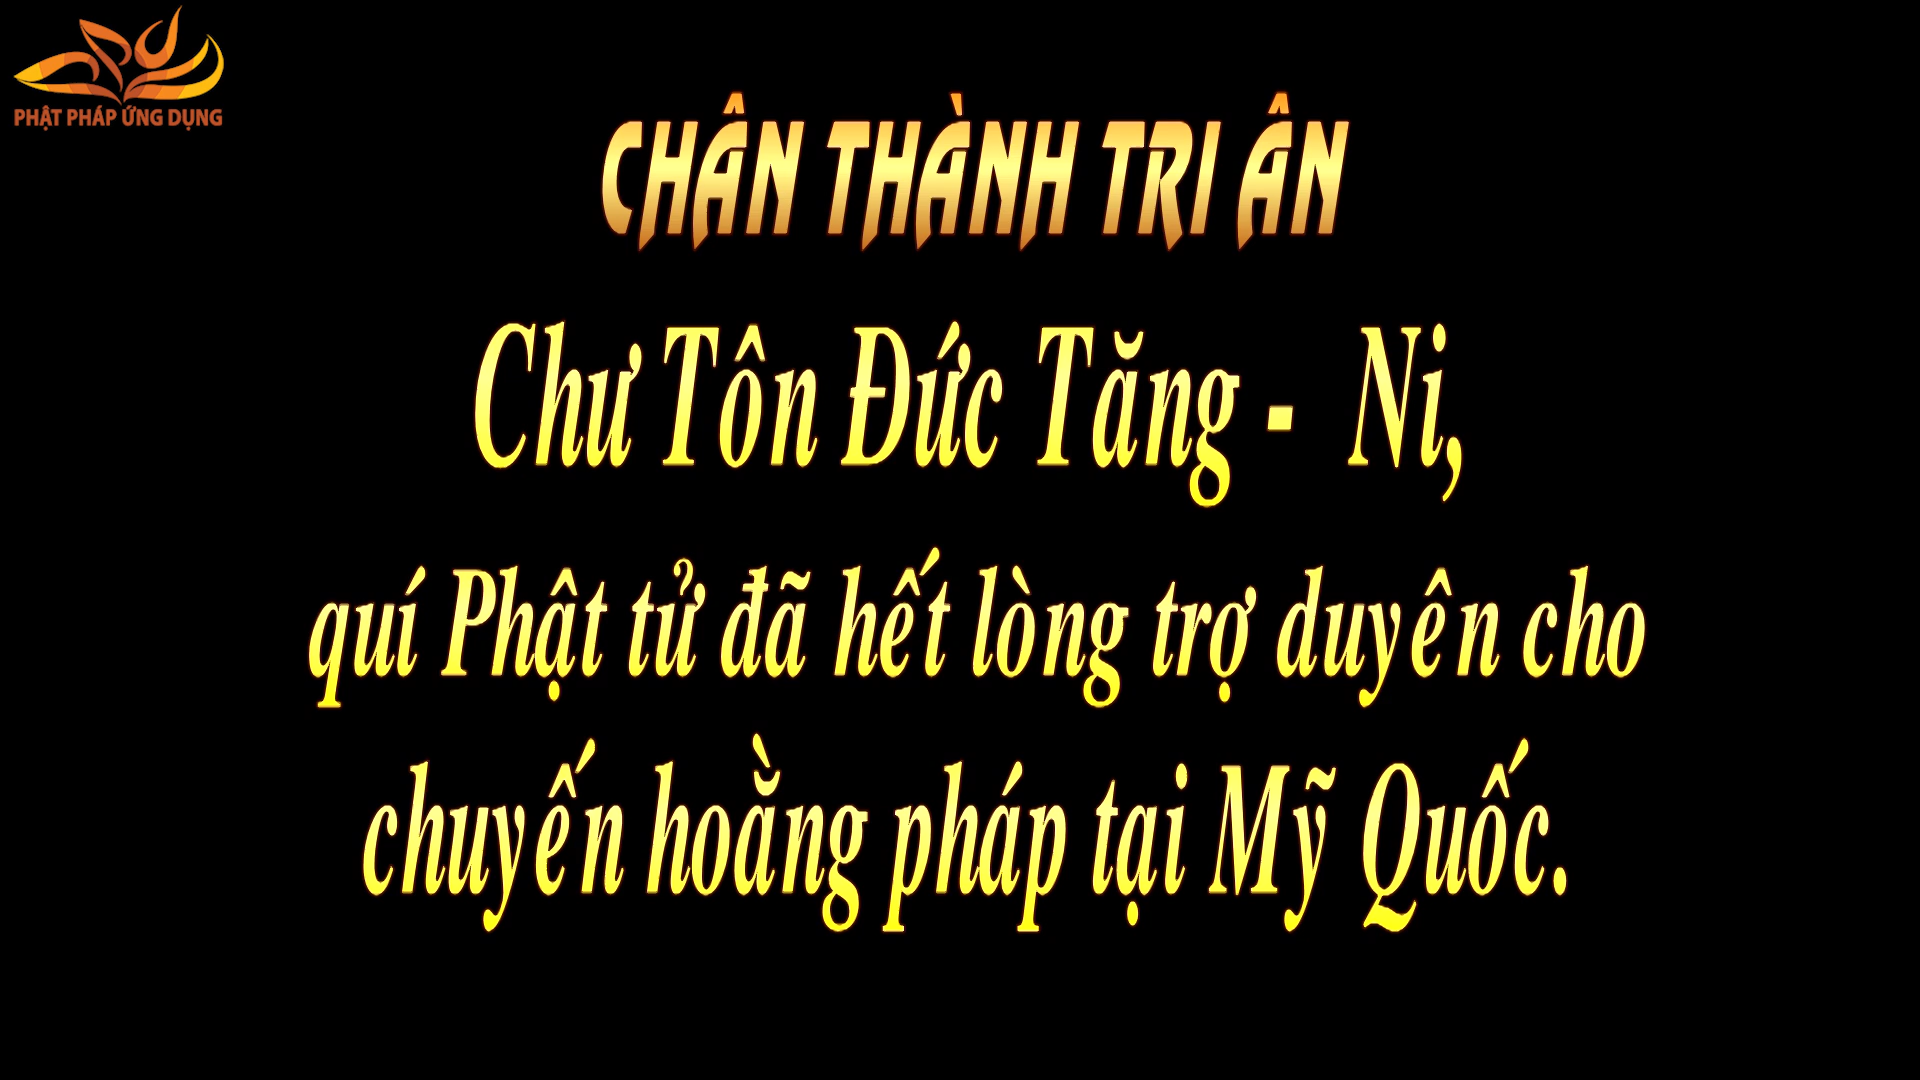 PHẬT PHÁP ỨNG DỤNG
CHÂN THÀNH TRI ÂN
Chư Tôn Đức Tăng - Ni,
quí Phật tử đã hết lòng trợ duyên cho
chuyến hoằng pháp tại Mỹ Quốc.